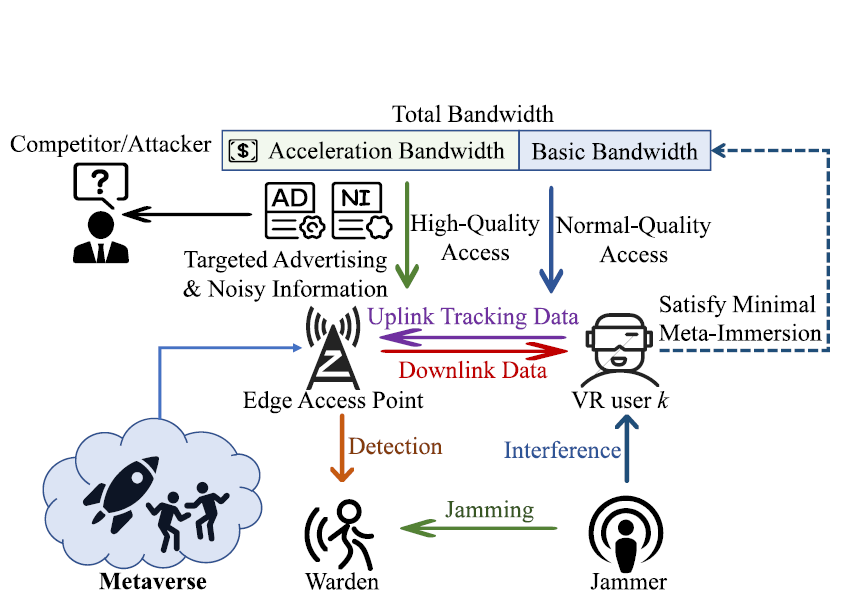 Total Bandwidth
Competitor/Attacker
$ Acceleration Bandwidth
Basic Bandwidth
?
AD
NI
High-Quality
Access
Normal-Quality
Access
Targeted Advertising
& Noisy Information
Satisfy Minimal
Meta-Immersion
Uplink Tracking Data
Downlink Data
Edge Access Point
VR user k
Detection
Interference
Jamming
Metaverse
Warden
Jammer